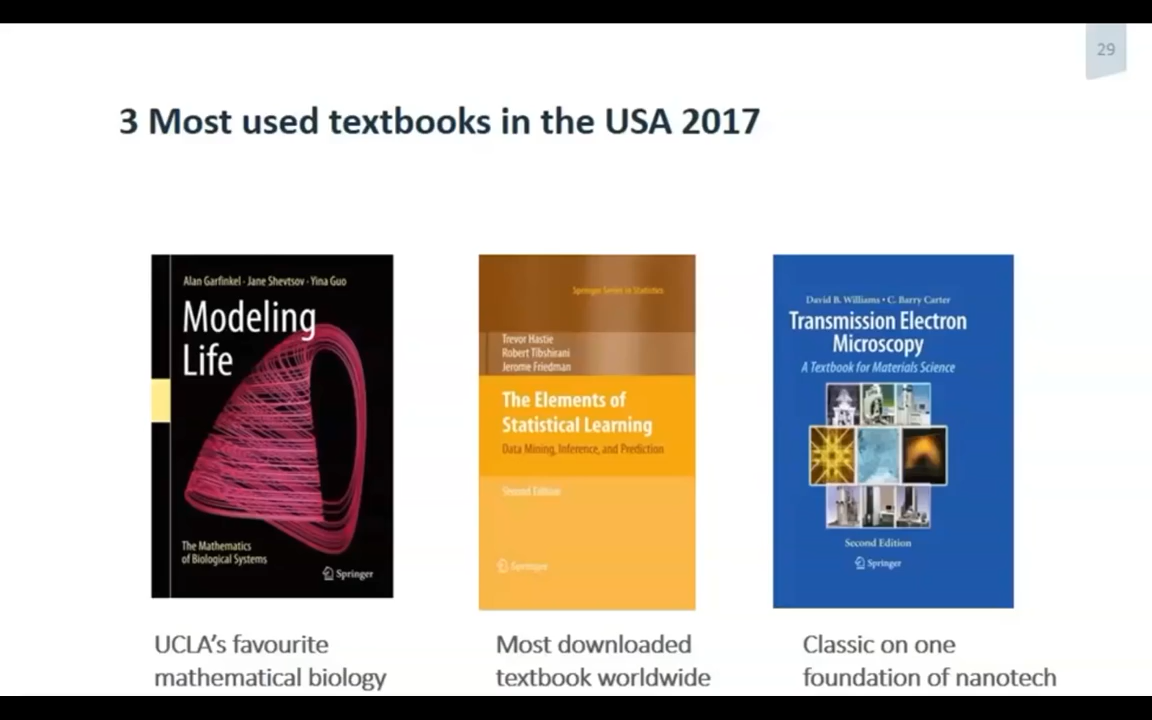 29
3 Most used textbooks in the USA 2017
Alan Garfinkel · Jane Shevtsov · Yina Guo
Modeling
Life
The Mathematics
of Biological Systems
Springer
UCLA's favourite
mathematical biology
Springer Series in Statistics
Trevor Hastie
Robert Tibshirani
Jerome Friedman
The Elements of
Statistical Learning
Data Mining, Inference, and Prediction
Second Edition
Springer
Most downloaded
textbook worldwide
David B. Williams • C. Barry Carter
Transmission Electron
Microscopy
A Textbook for Materials Science
Second Edition
Springer
Classic on one
foundation of nanotech